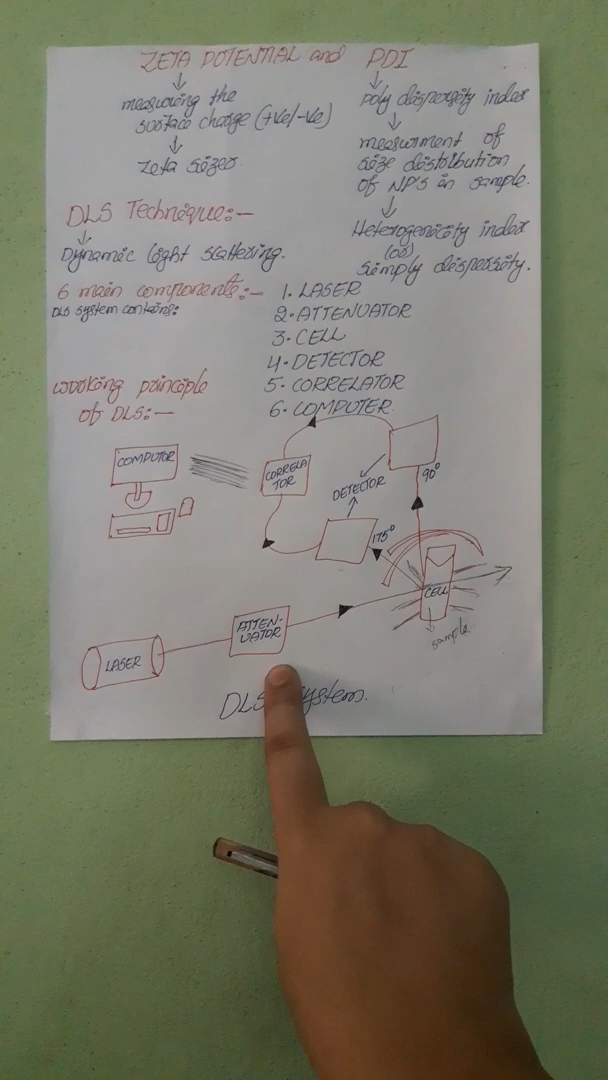 ZETA POTENTIAL and PDI
measuring the
surface charge (+ve/-ve)
Zeta sizer.
Poly dispersity index
measurment of
size distribution
of NP's in sample.
Heterogenicity index
(or)
simply dispersity.
DLS Technique:-
Dynamic light scattering.
6 main components:-
DLS system contains:
1. LASER
2. ATTENUATOR
3. CELL
4. DETECTOR
5. CORRELATOR
6. COMPUTER.
working principle
of DLS:-
COMPUTOR
CORRELA
TOR
DETECTOR
90°
175°
CELL
sample.
ATTEN-
UATOR
LASER
DLS system.